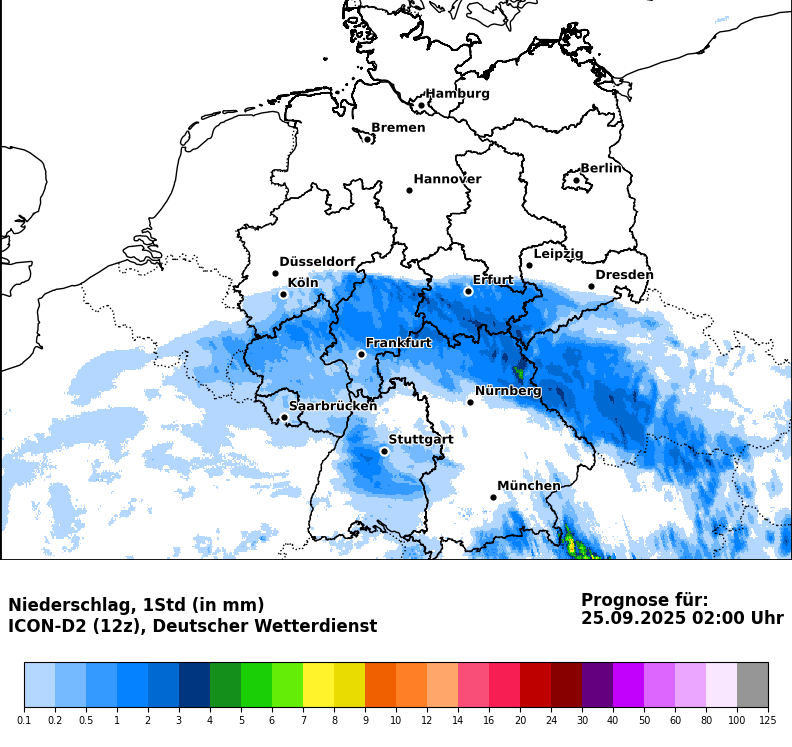 Hamburg
Bremen
Berlin
Hannover
Leipzig
Düsseldorf
Dresden
Köln
Erfurt
Frankfurt
Nürnberg
Saarbrücken
Stuttgart
München
Niederschlag, 1Std (in mm)
ICON-D2 (12z), Deutscher Wetterdienst
Prognose für:
25.09.2025 02:00 Uhr
0.1 0.2 0.5 1 2 3 4 5 6 7 8 9 10 12 14 16 20 24 30 40 50 60 80 100 125